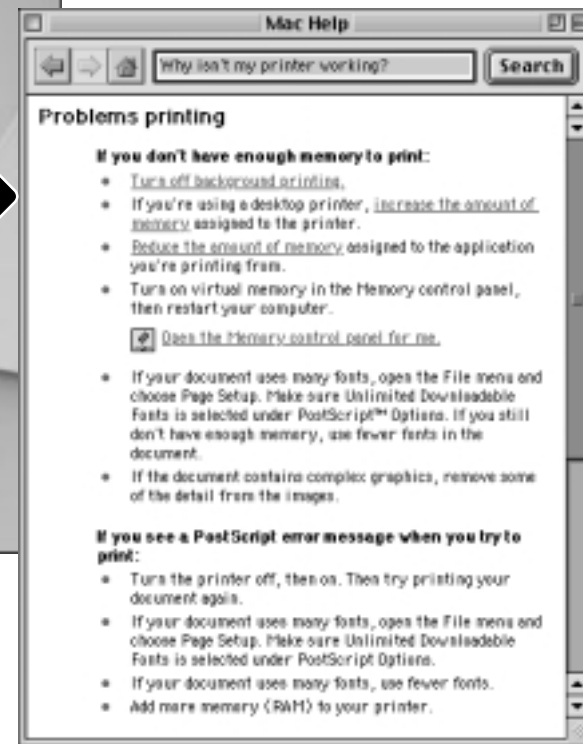 Mac Help
Why isn't my printer working?
Search
Problems printing
If you don't have enough memory to print:
• Turn off background printing.
• If you're using a desktop printer, increase the amount of
memory assigned to the printer.
• Reduce the amount of memory assigned to the application
you're printing from.
• Turn on virtual memory in the Memory control panel,
then restart your computer.
Open the Memory control panel for me.
• If your document uses many fonts, open the File menu and
choose Page Setup. Make sure Unlimited Downloadable
Fonts is selected under PostScript™ Options. If you still
don't have enough memory, use fewer fonts in the
document.
• If the document contains complex graphics, remove some
of the detail from the images.
If you see a PostScript error message when you try to
print:
• Turn the printer off, then on. Then try printing your
document again.
• If your document uses many fonts, open the File menu and
choose Page Setup. Make sure Unlimited Downloadable
Fonts is selected under PostScript Options.
• If your document uses many fonts, use fewer fonts.
• Add more memory (RAM) to your printer.